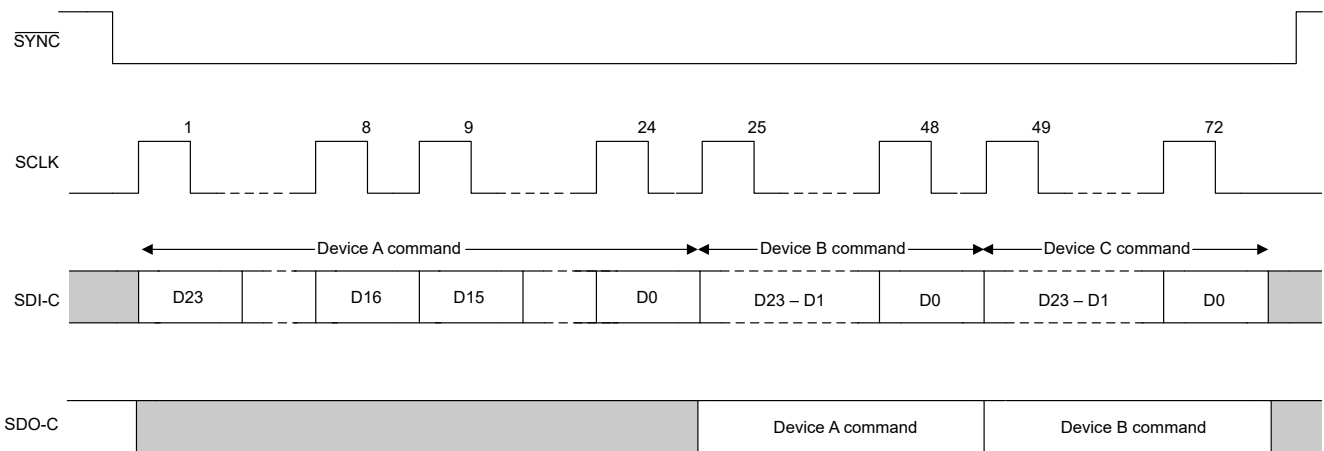 SYNC
1 8 9 24 25 48 49 72
SCLK
Device A command Device B command Device C command
SDI-C D23 D16 D15 D0 D23 – D1 D0 D23 – D1 D0
SDO-C Device A command Device B command